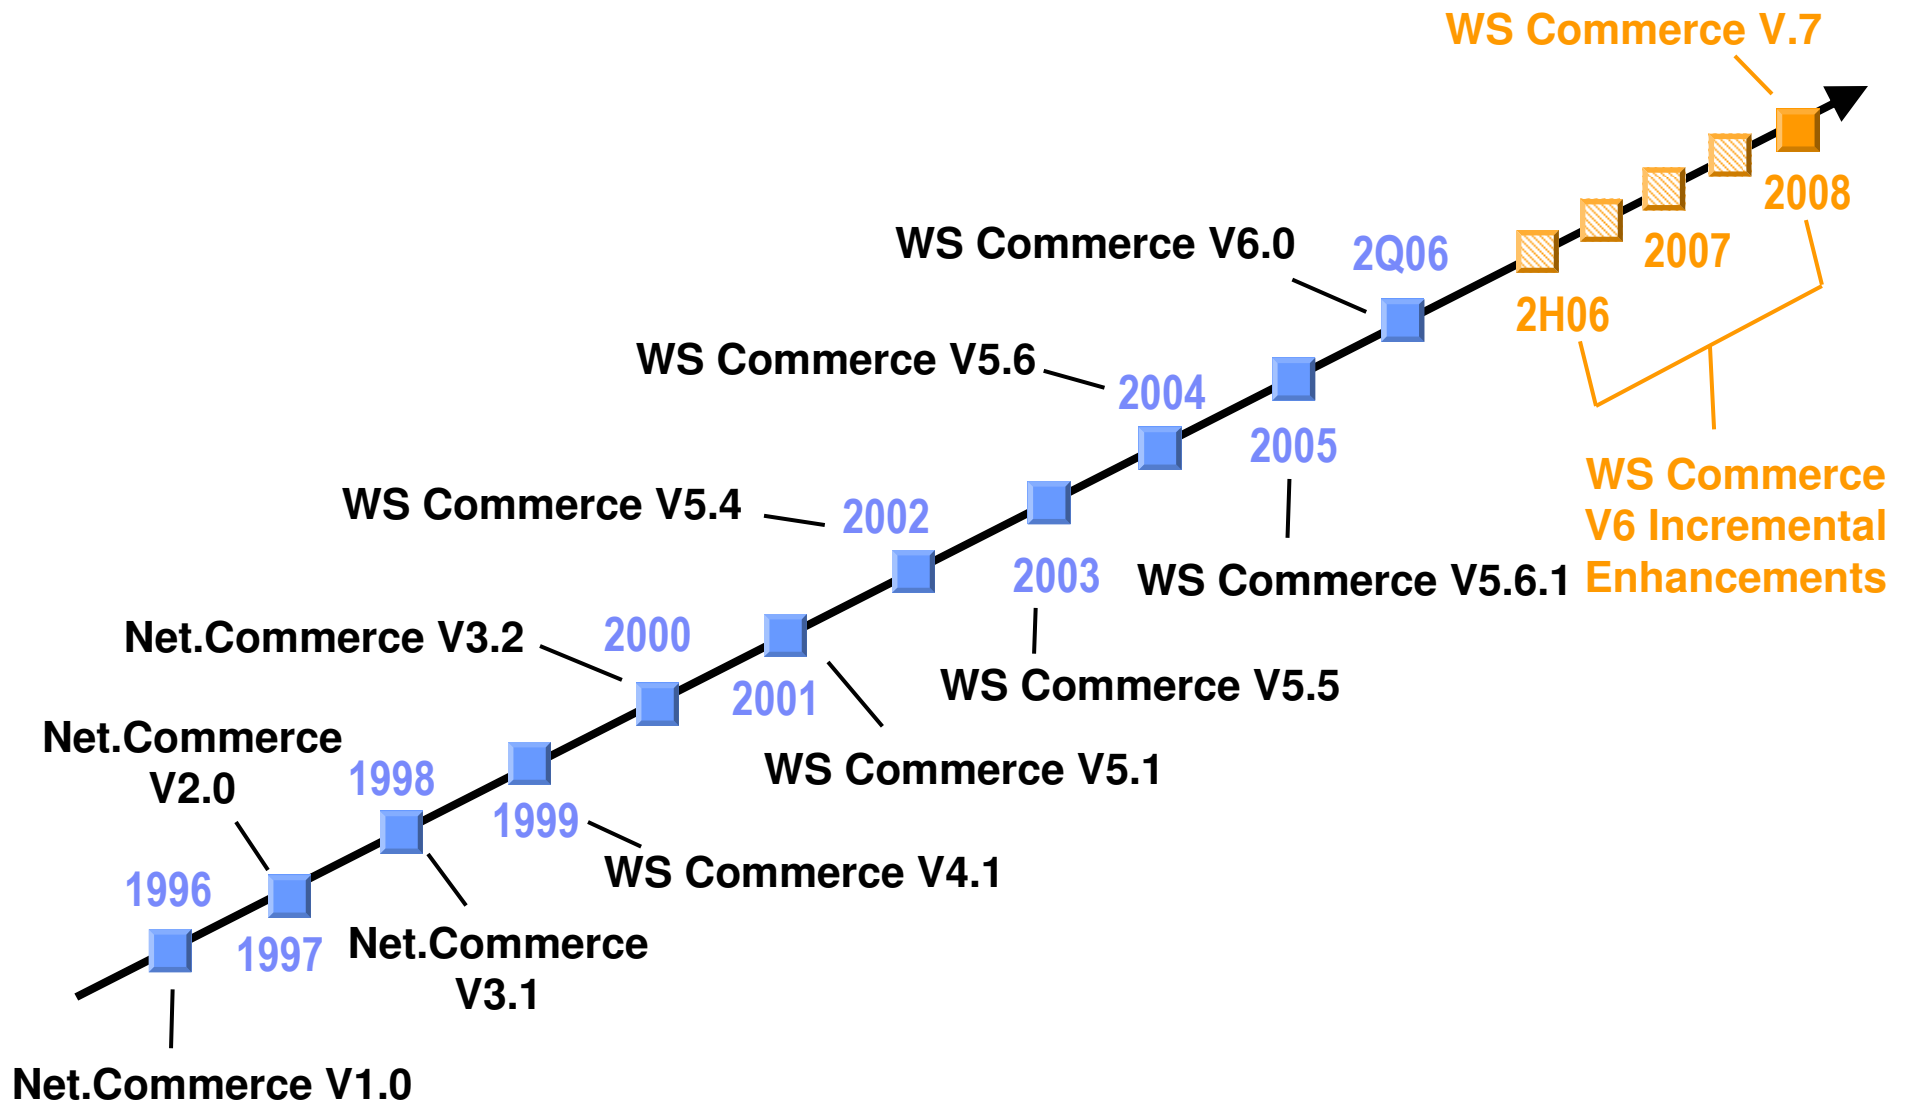 WS Commerce V.7
2008
2007
2H06
WS Commerce
V6 Incremental
Enhancements
WS Commerce V6.0
2Q06
WS Commerce V5.6
2004
2005
WS Commerce V5.6.1
WS Commerce V5.4
2002
2003
WS Commerce V5.5
Net.Commerce V3.2
2000
2001
WS Commerce V5.1
Net.Commerce
V2.0
1998
1999
WS Commerce V4.1
1996
1997
Net.Commerce
V3.1
Net.Commerce V1.0